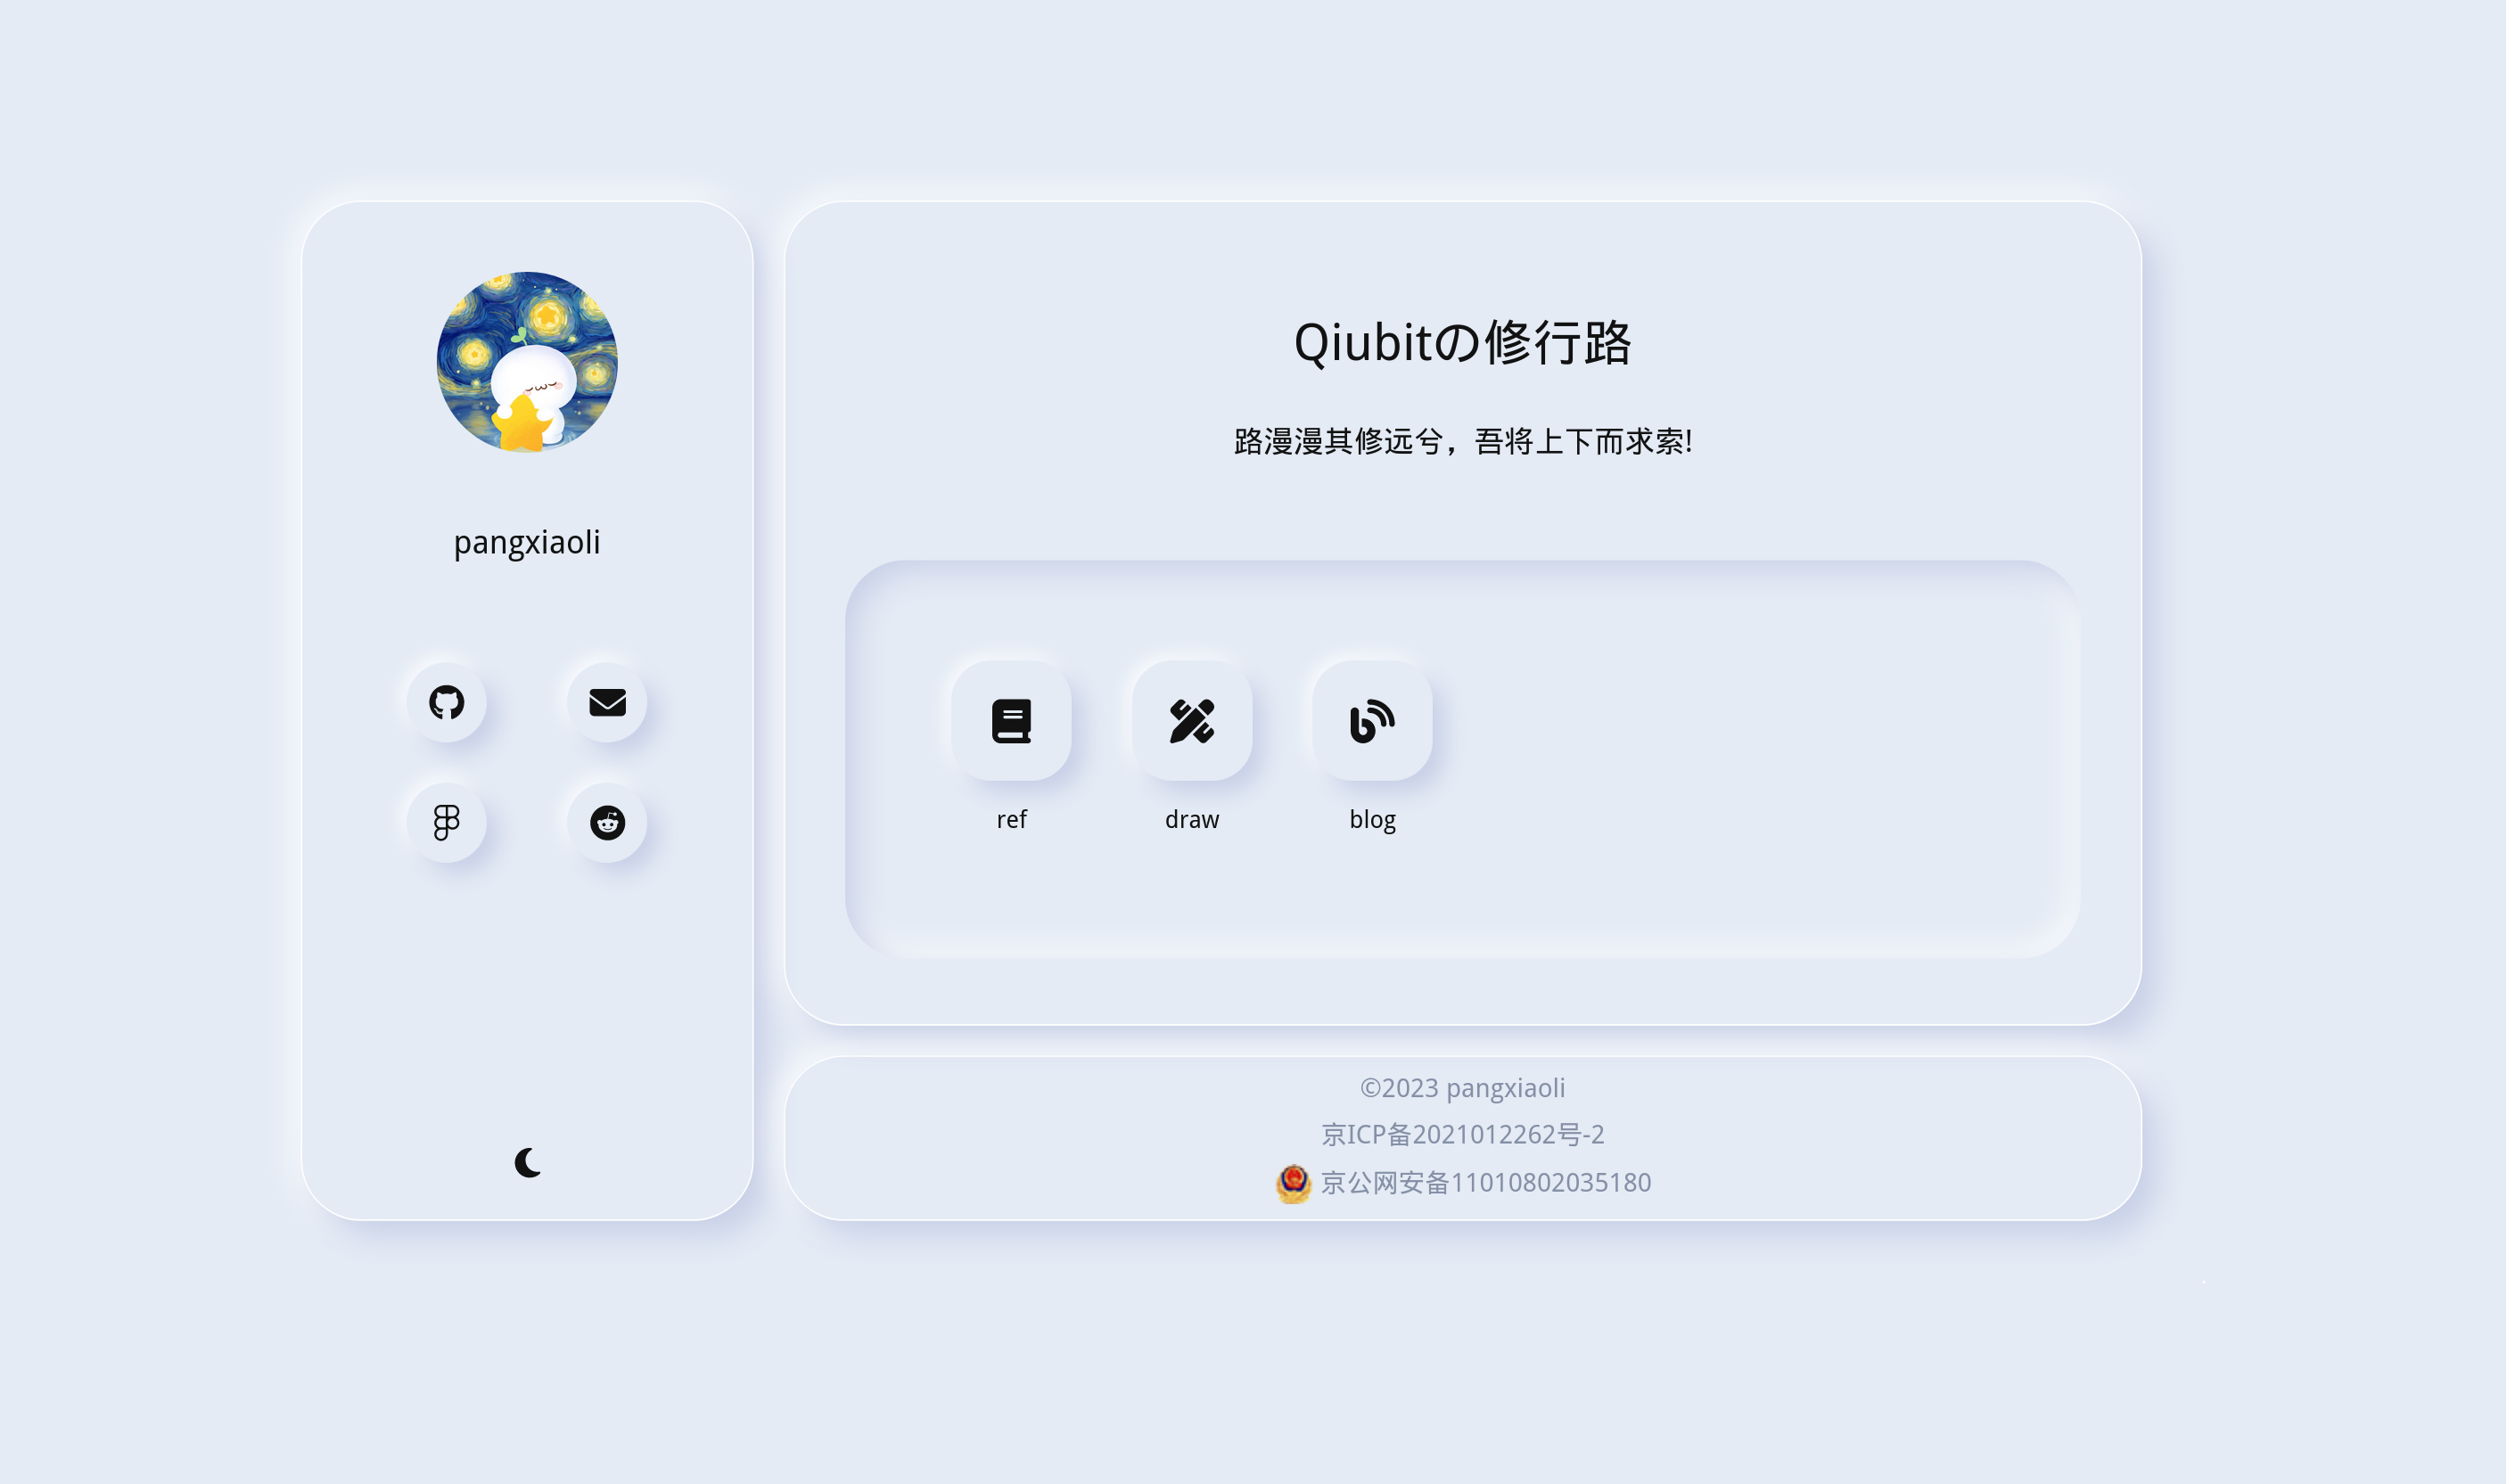 pangxiaoli
Qiubitの修行路
路漫漫其修远兮，吾将上下而求索!
ref
draw
blog
©2023 pangxiaoli
京ICP备2021012262号-2
京公网安备11010802035180